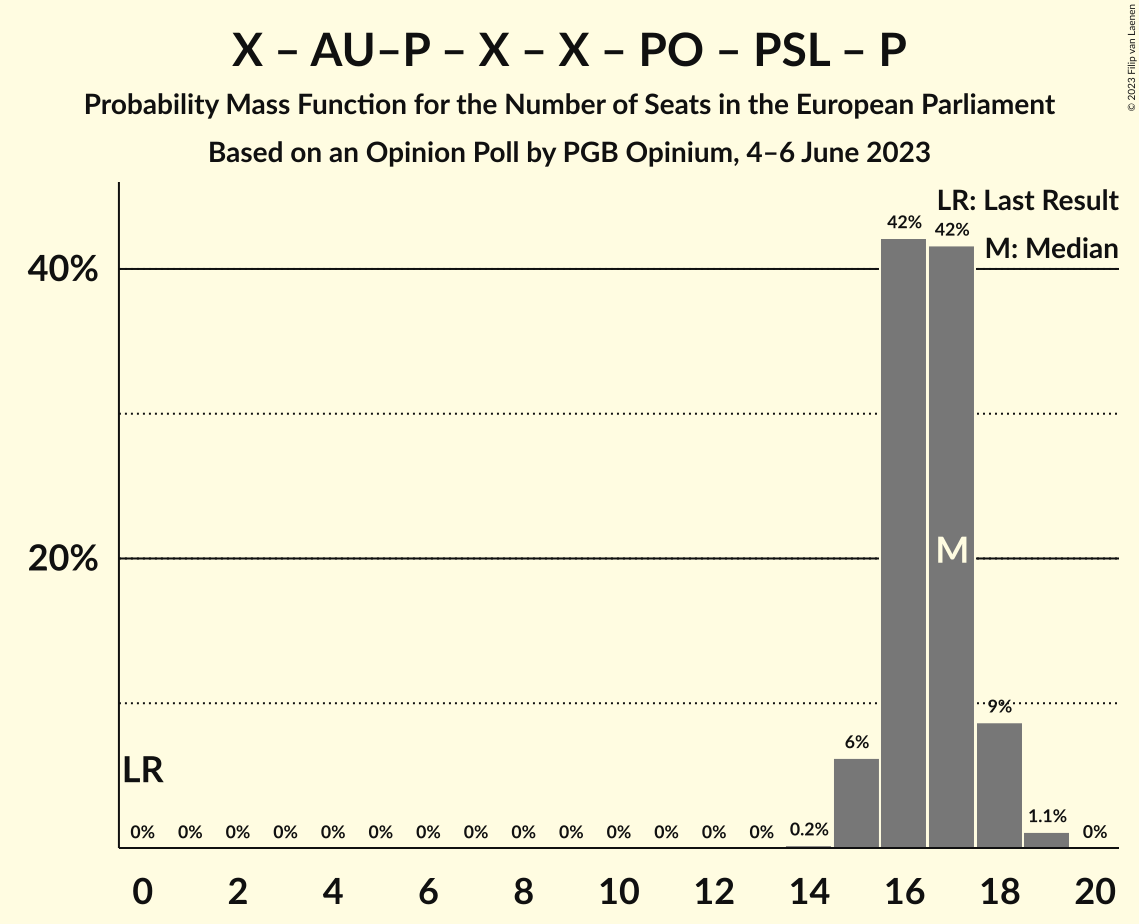 X – AU–P – X – X – PO – PSL – P
Probability Mass Function for the Number of Seats in the European Parliament
Based on an Opinion Poll by PGB Opinium, 4–6 June 2023
© 2023 Filip van Laenen
LR: Last Result
M: Median
42% 42%
40%
20%
M
9%
6%
LR
1.1%
0% 0% 0% 0% 0% 0% 0% 0% 0% 0% 0% 0% 0% 0% 0.2% 0%
0 2 4 6 8 10 12 14 16 18 20